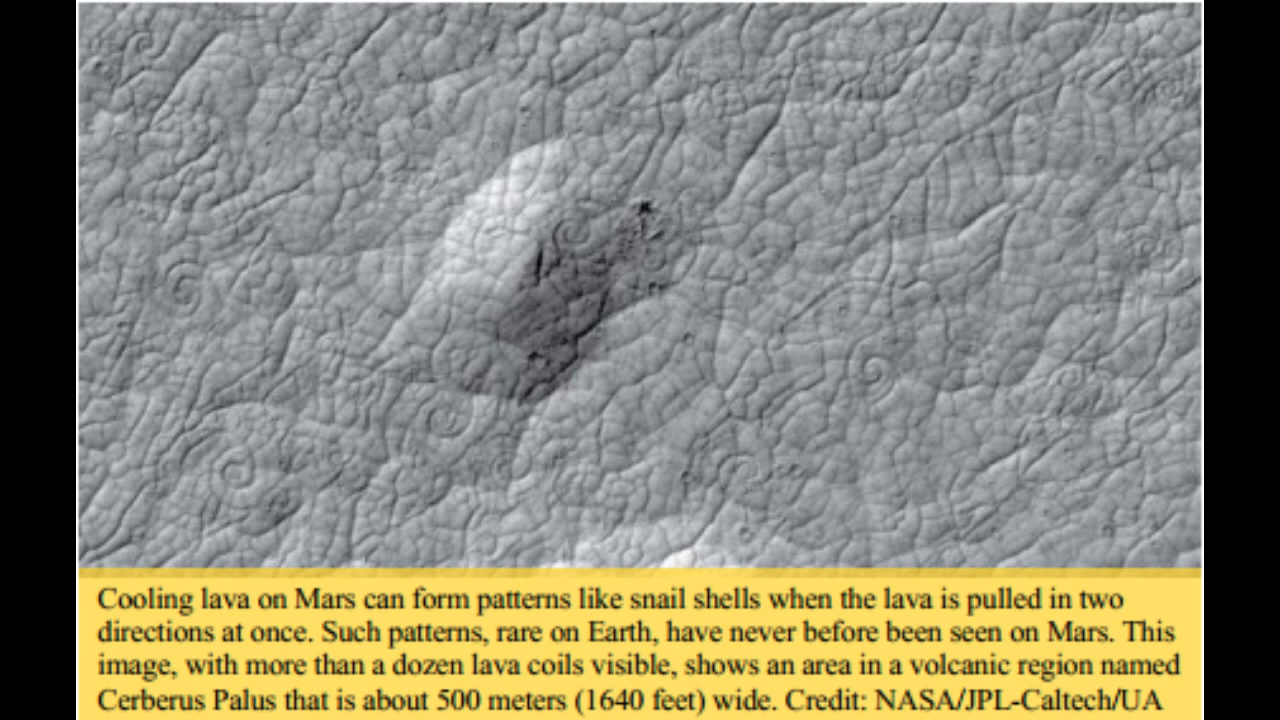 Cooling lava on Mars can form patterns like snail shells when the lava is pulled in two
directions at once. Such patterns, rare on Earth, have never before been seen on Mars. This
image, with more than a dozen lava coils visible, shows an area in a volcanic region named
Cerberus Palus that is about 500 meters (1640 feet) wide. Credit: NASA/JPL-Caltech/UA